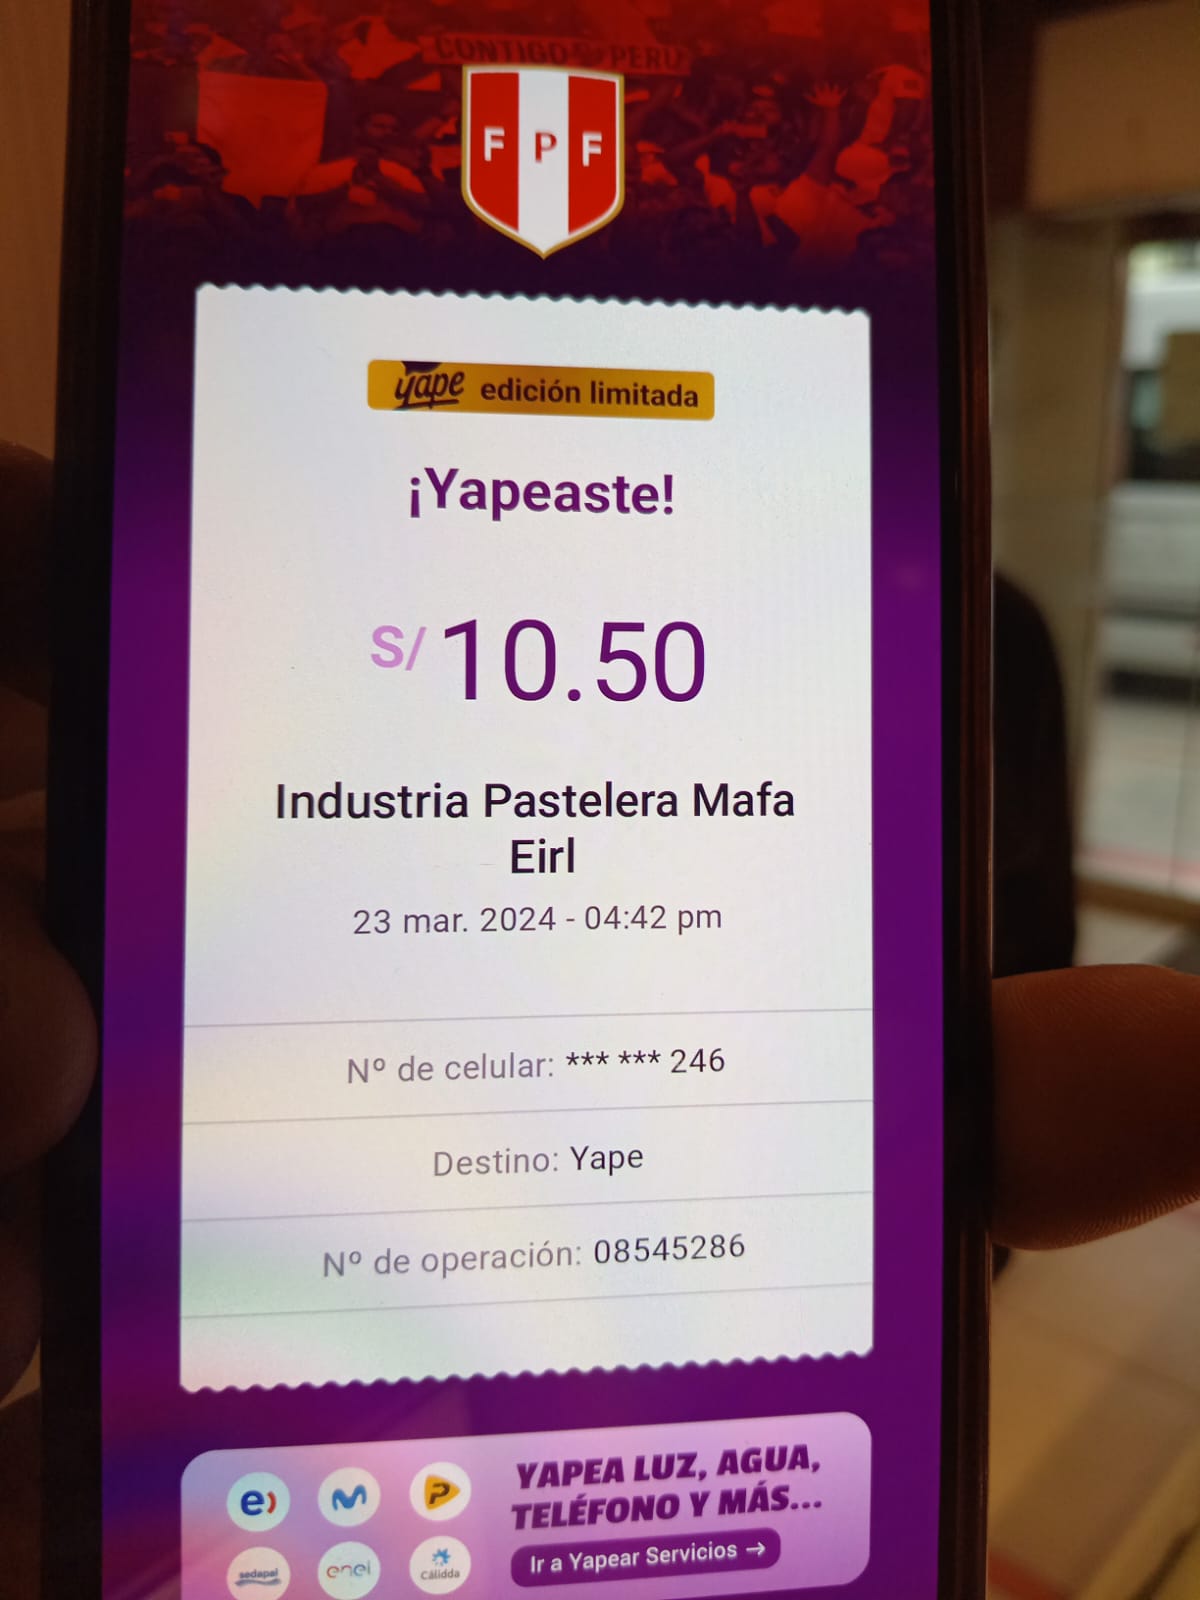 CONTIGO PERÚ
F P F
yape edición limitada
¡Yapeaste!
S/ 10.50
Industria Pastelera Mafa
Eirl
23 mar. 2024 - 04:42 pm
Nº de celular: *** *** 246
Destino: Yape
Nº de operación: 08545286
YAPEA LUZ, AGUA,
TELÉFONO Y MÁS...
Ir a Yapear Servicios →
e)
P
sedapal
enel
cálidda